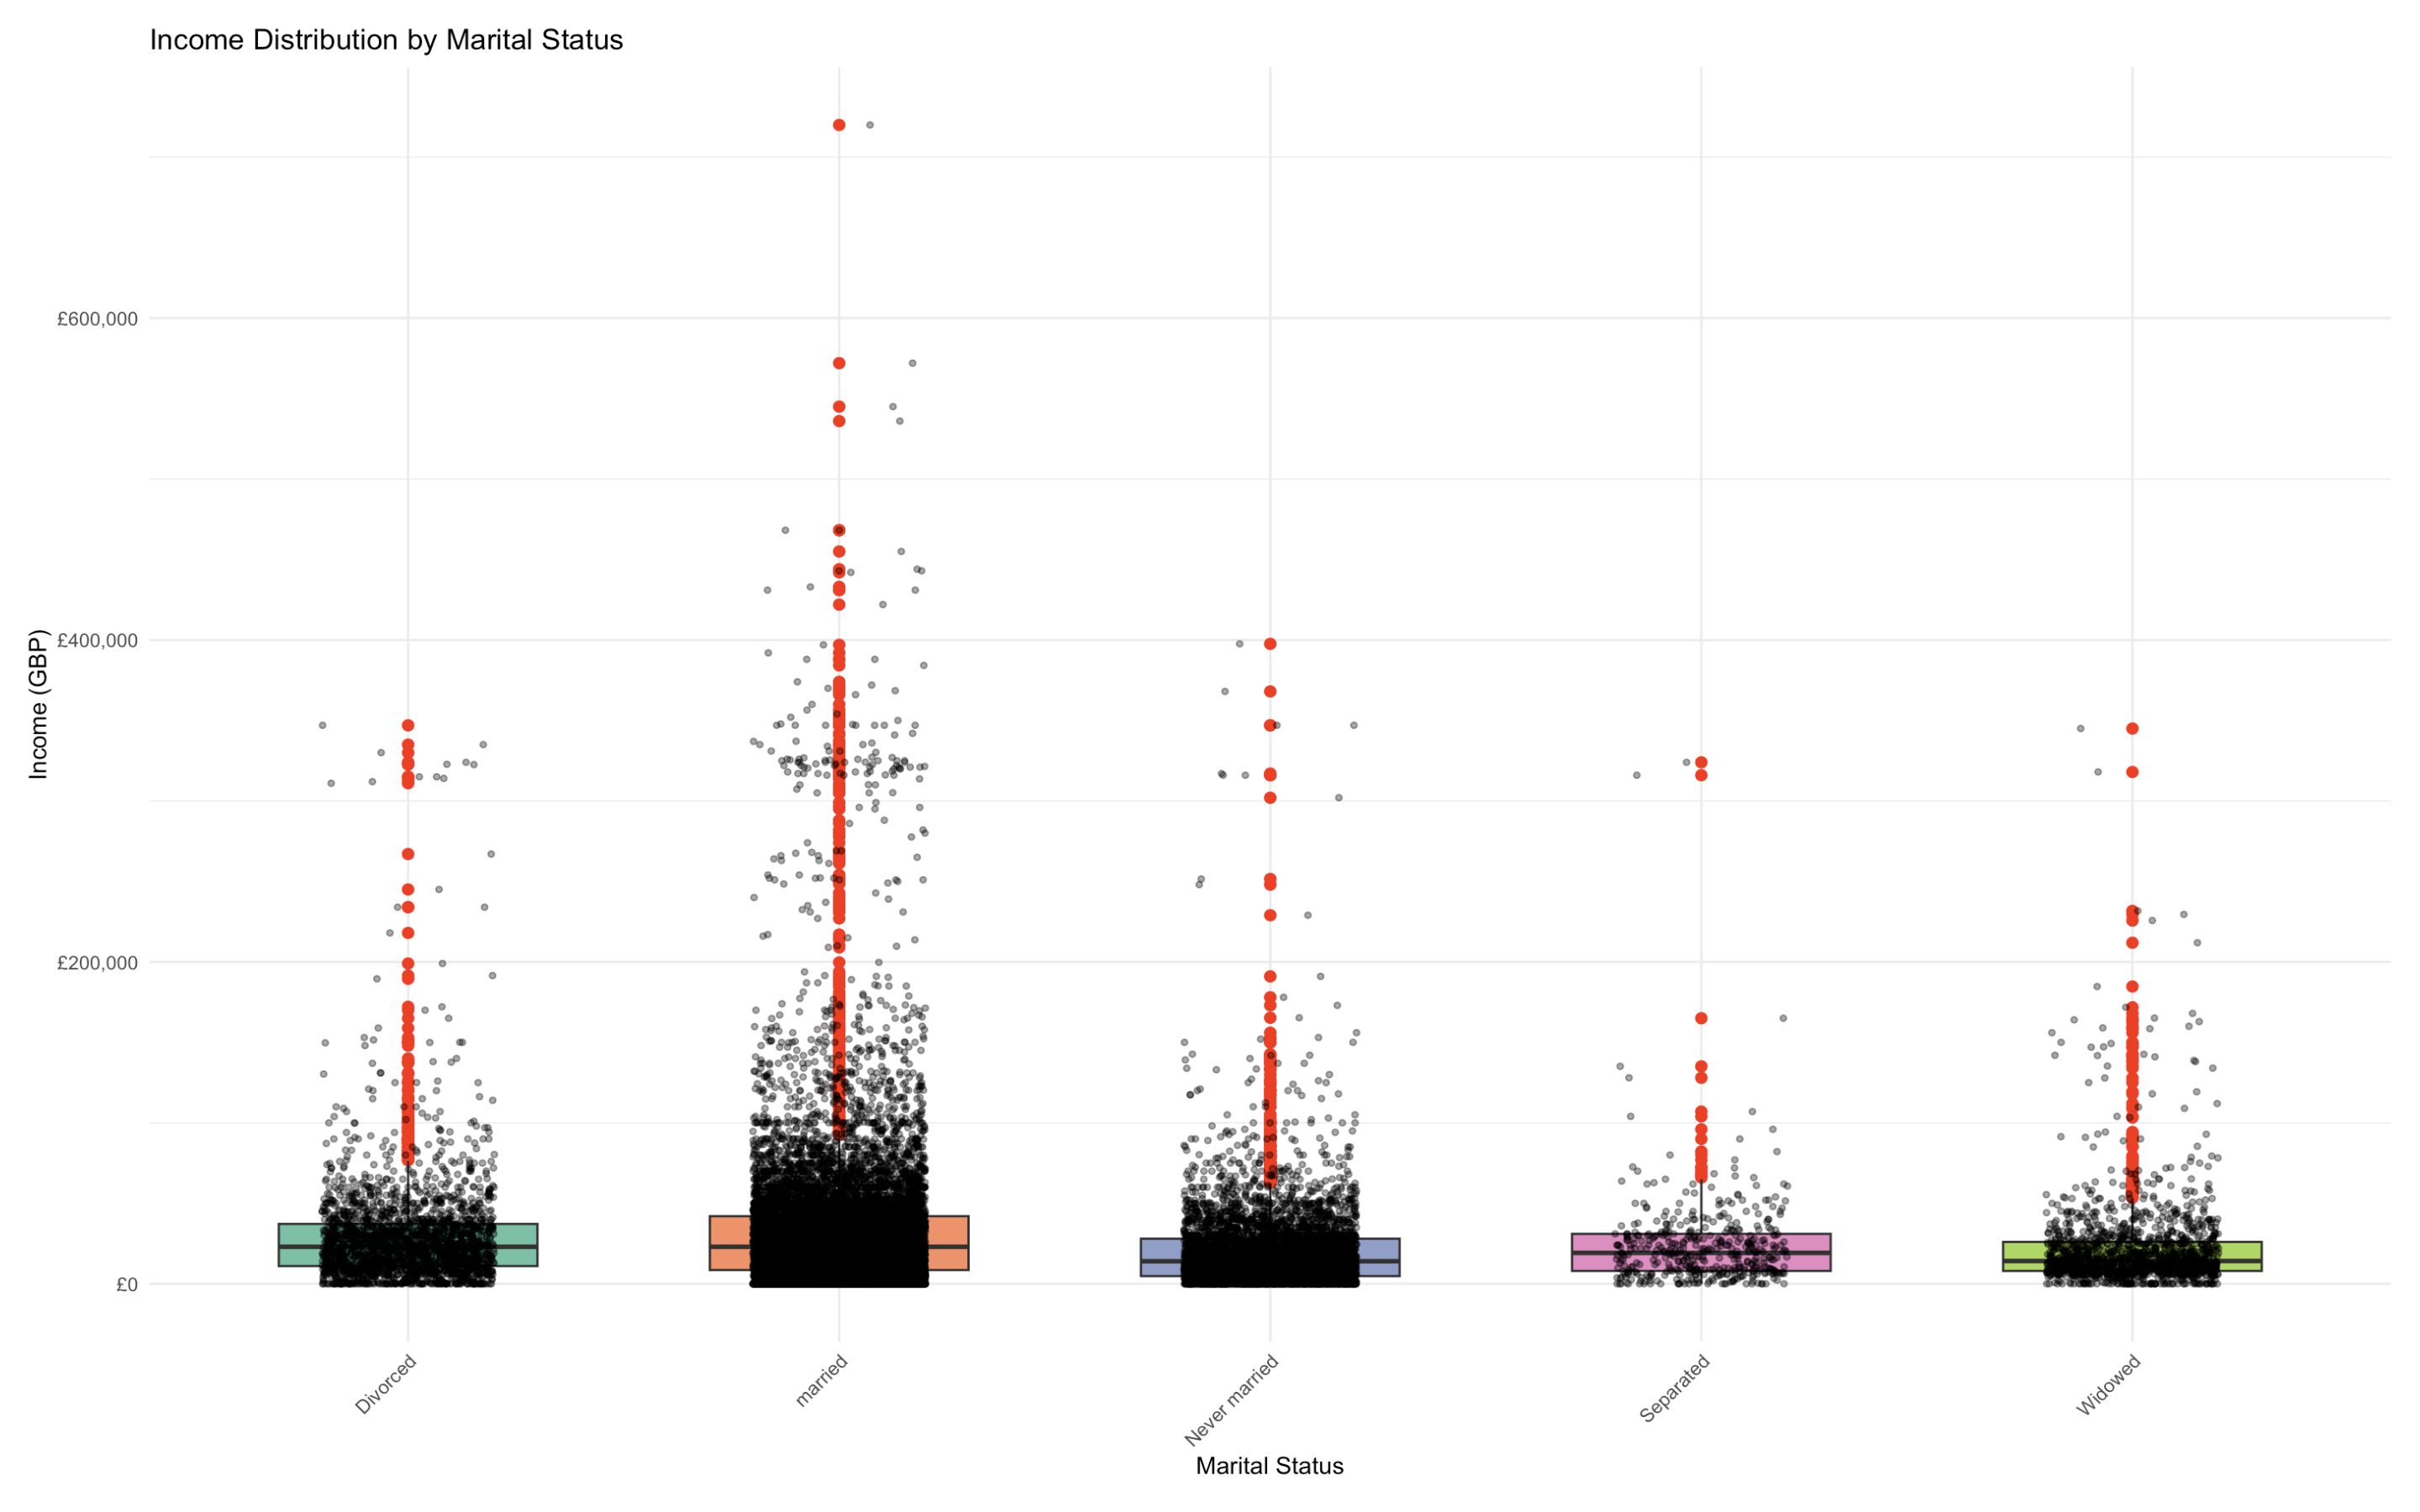 Income Distribution by Marital Status
Income (GBP)
£600,000
£400,000
£200,000
£0
Divorced
married
Never married
Separated
Widowed
Marital Status